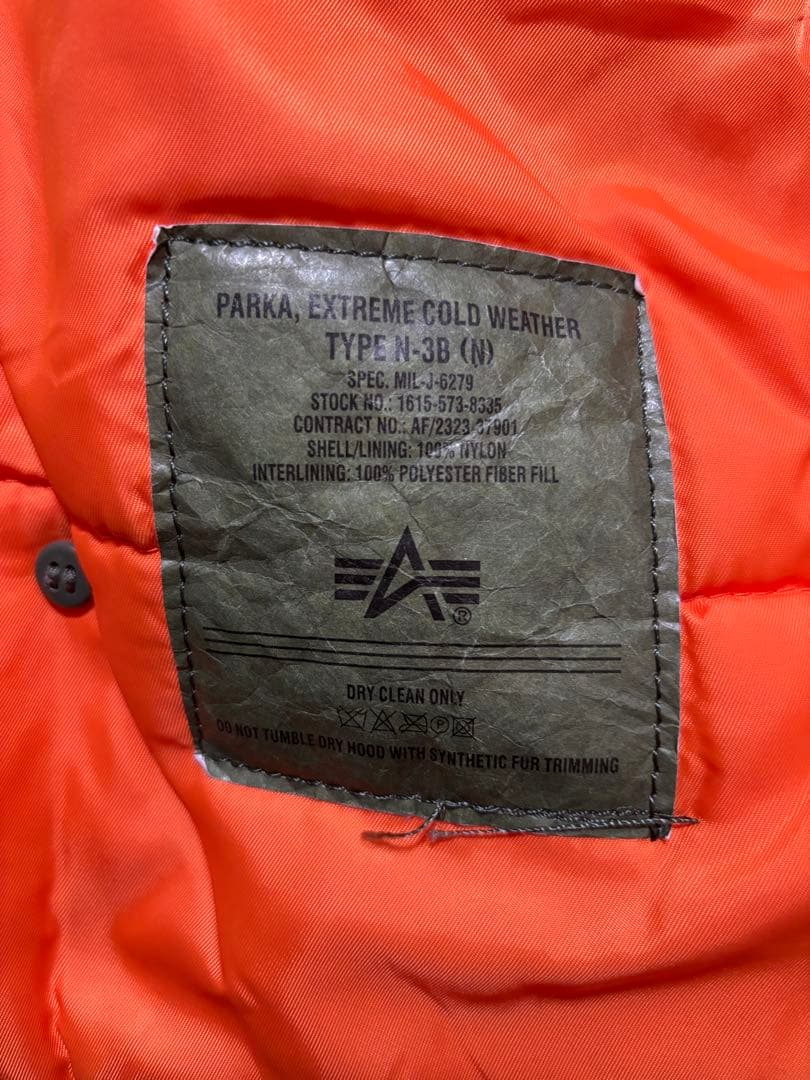 PARKA, EXTREME COLD WEATHER
TYPE N-3B (N)
SPEC. MIL-J-6279
STOCK NO.: 1615-573-8335
CONTRACT NO.: AF/2323-37901
SHELL/LINING: 100% NYLON
INTERLINING: 100% POLYESTER FIBER FILL
®
DRY CLEAN ONLY
P
DO NOT TUMBLE DRY HOOD WITH SYNTHETIC FUR TRIMMING